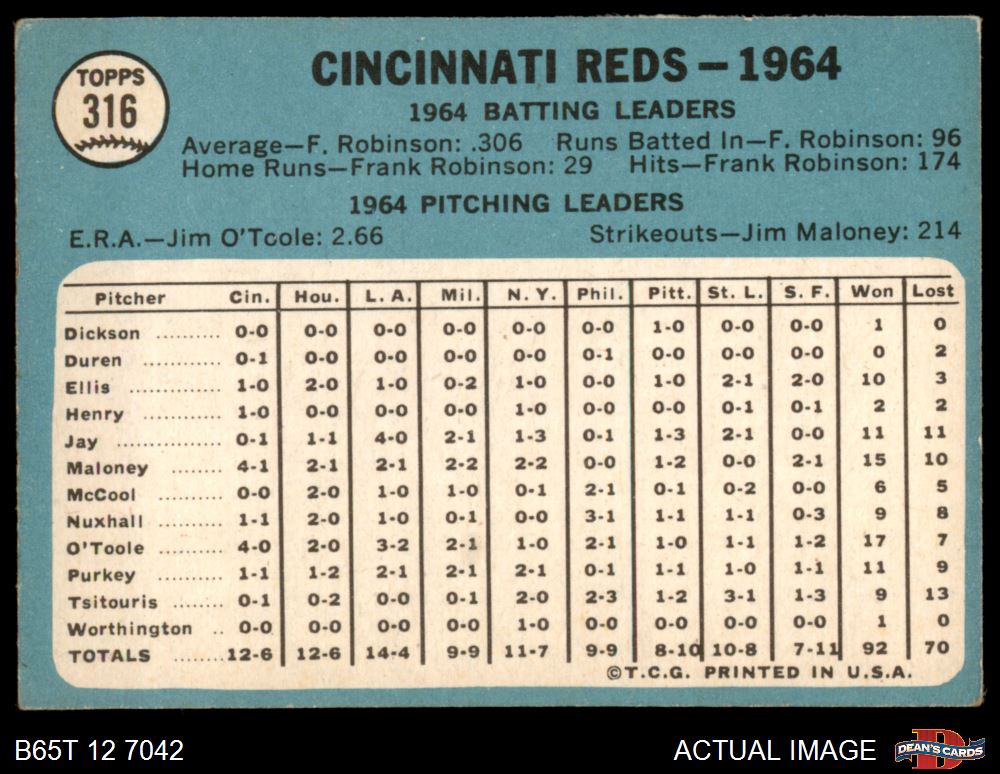 CINCINNATI REDS — 1964
TOPPS
316
1964 BATTING LEADERS
Average—F. Robinson: .306 Runs Batted In—F. Robinson: 96
Home Runs—Frank Robinson: 29 Hits—Frank Robinson: 174
1964 PITCHING LEADERS
E.R.A.—Jim O'Toole: 2.66 Strikeouts—Jim Maloney: 214
Pitcher Cin. Hou. L. A. Mil. N. Y. Phil. Pitt. St. L. S. F. Won Lost
Dickson .......... 0-0 0-0 0-0 0-0 0-0 0-0 1-0 0-0 0-0 1 0
Duren ............ 0-1 0-0 0-0 0-0 0-0 0-1 0-0 0-0 0-0 0 2
Ellis ............ 1-0 2-0 1-0 0-2 1-0 0-0 1-0 2-1 2-0 10 3
Henry ............ 1-0 0-0 0-0 0-0 1-0 0-0 0-0 0-1 0-1 2 2
Jay ................ 0-1 1-1 4-0 2-1 1-3 0-1 1-3 2-1 0-0 11 11
Maloney ........ 4-1 2-1 2-1 2-2 2-2 0-0 1-2 0-0 2-1 15 10
McCool .......... 0-0 2-0 1-0 1-0 0-1 2-1 0-1 0-2 0-0 6 5
Nuxhall .......... 1-1 2-0 1-0 0-1 0-0 3-1 1-1 1-1 0-3 9 8
O'Toole .......... 4-0 2-0 3-2 2-1 1-0 2-1 1-0 1-1 1-2 17 7
Purkey ........... 1-1 1-2 2-1 2-1 2-1 0-1 1-1 1-0 1-1 11 9
Tsitouris ........ 0-1 0-2 0-0 0-1 2-0 2-3 1-2 3-1 1-3 9 13
Worthington .. 0-0 0-0 0-0 0-0 1-0 0-0 0-0 0-0 0-0 1 0
TOTALS ........ 12-6 12-6 14-4 9-9 11-7 9-9 8-10 10-8 7-11 92 70
©T.C.G. PRINTED IN U.S.A.
B65T 12 7042 ACTUAL IMAGE DEAN'S CARDS